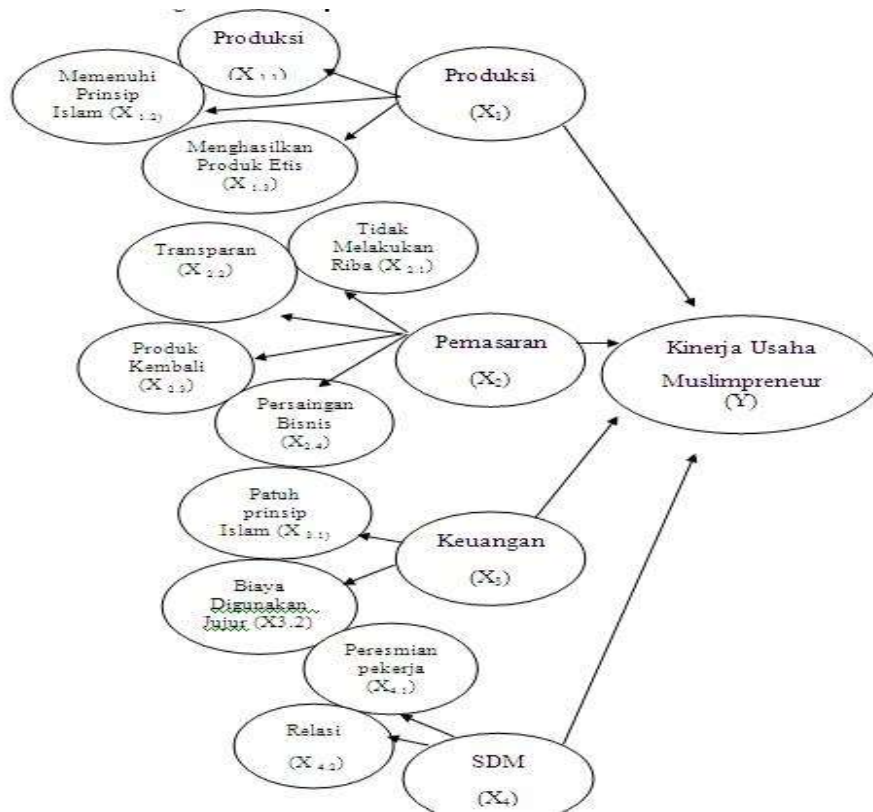 Produksi
(X 1.1)
Memenuhi
Prinsip
Islam (X 1.2)
Menghasilkan
Produk Etis
(X 1.3)
Produksi
(X1)
Tidak
Melakukan
Riba (X 2.1)
Transparan
(X 2.2)
Produk
Kembali
(X 2.3)
Persaingan
Bisnis
(X2.4)
Pemasaran
(X2)
Kinerja Usaha
Muslimpreneur
(Y)
Patuh
prinsip
Islam (X 3.1)
Biaya
Digunakan
Jujur (X3.2)
Keuangan
(X3)
Peresmian
pekerja
(X4.1)
Relasi
(X 4.2)
SDM
(X4)